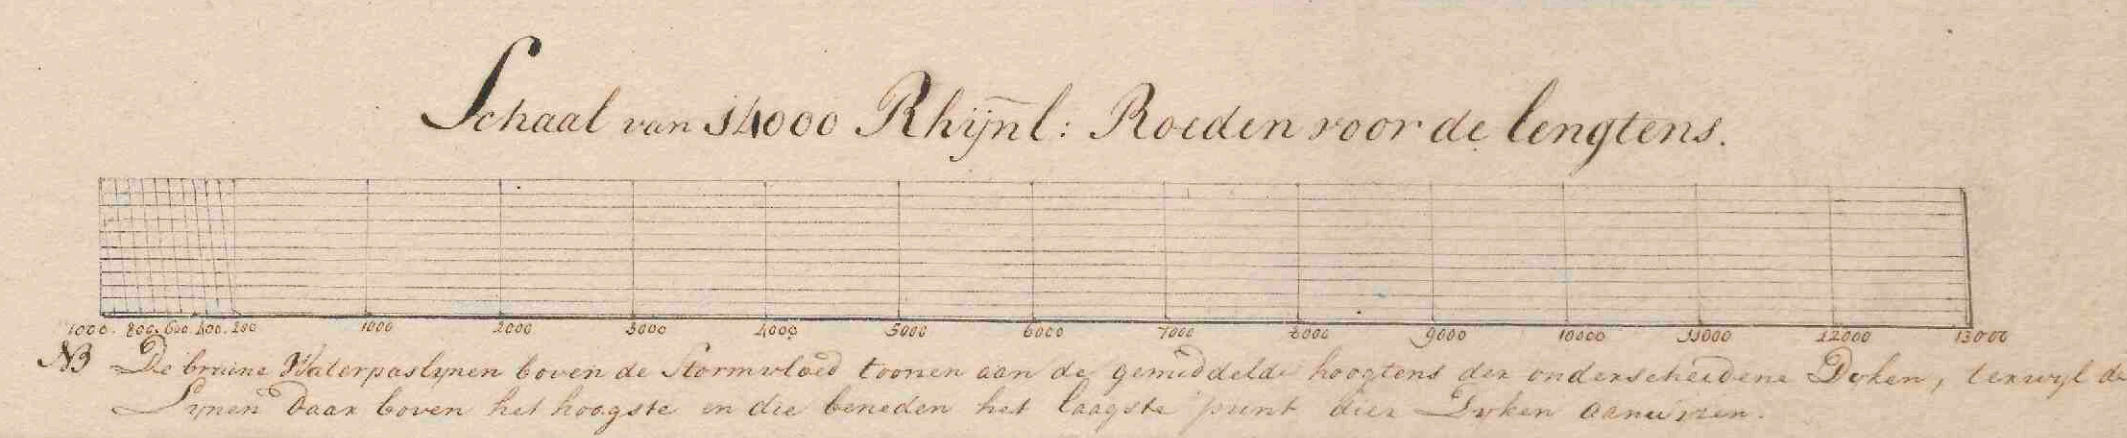 Schaal van 14000 Rhijnl: Roeden voor de lengtens.
1000. 800. 600. 400. 200 1000 2000 3000 4000 5000 6000 7000 8000 9000 10000 11000 12000 13000
NB De bruine Waterpaslynen boven de Stormvloed toonen aan de gemiddelde hoogtens der onderscheidene Dyken, terwyl de
Lynen daar boven het hoogste en die beneden het laagste punt dier Dyken aanwizen.